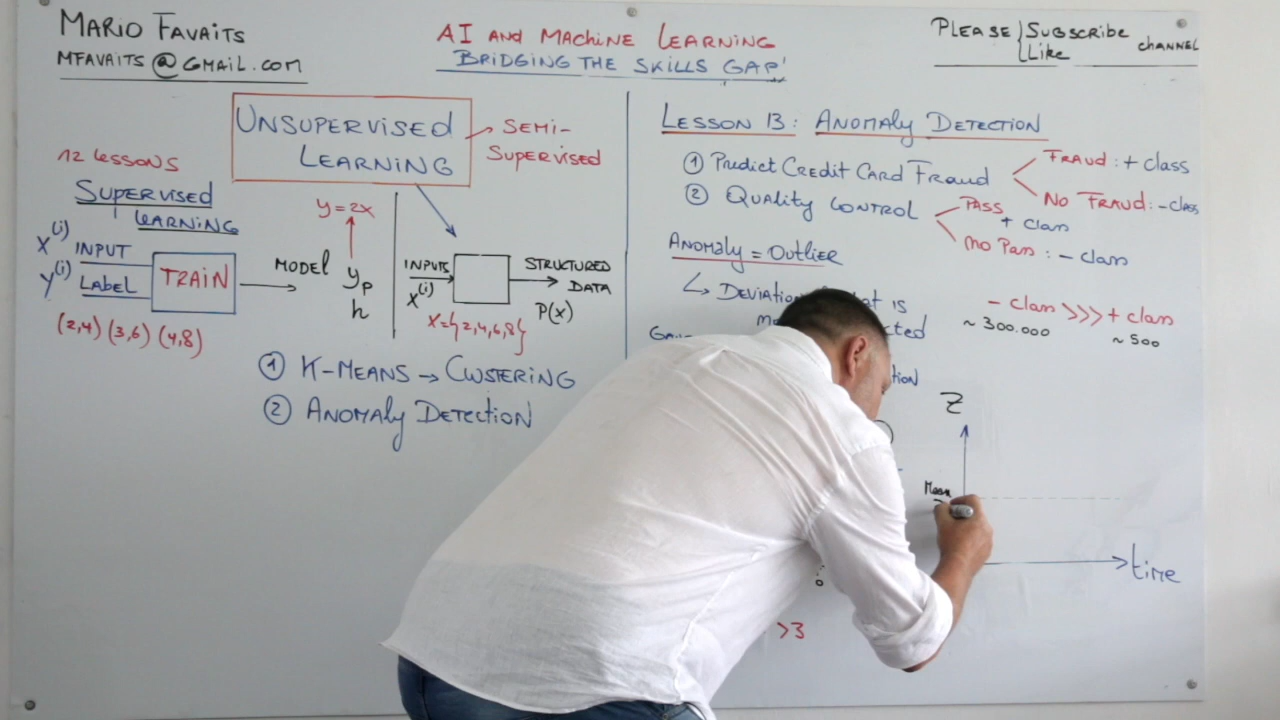 MARIO FAVAITS
MFAVAITS@GMAIL.COM
AI AND MACHINE LEARNING
BRIDGING THE SKILLS GAP'
PLEASE Subscribe
Like
CHANNEL
UNSUPERVISED
LEARNING
SEMI-
SUPERVISED
12 LESSONS
SUPERVISED
LEARNING
X(i) INPUT
Y(i) LABEL
TRAIN
MODEL
y=2x
yp
h
(2,4) (3,6) (4,8)
INPUTS
X(i)
X={2,4,6,8}
STRUCTURED
DATA
P(x)
① K-MEANS → CLUSTERING
② ANOMALY DETECTION
LESSON 13: ANOMALY DETECTION
① Predict Credit Card Fraud
FRAUD: + class
NO FRAUD: - class
② QUALITY CONTROL
PASS
+ class
no Pass: - class
ANOMALY = OUTLIER
↳ DEVIATION
is
- class >>> + class
~ 300.000
~ 500
Z
Mean
time
>3